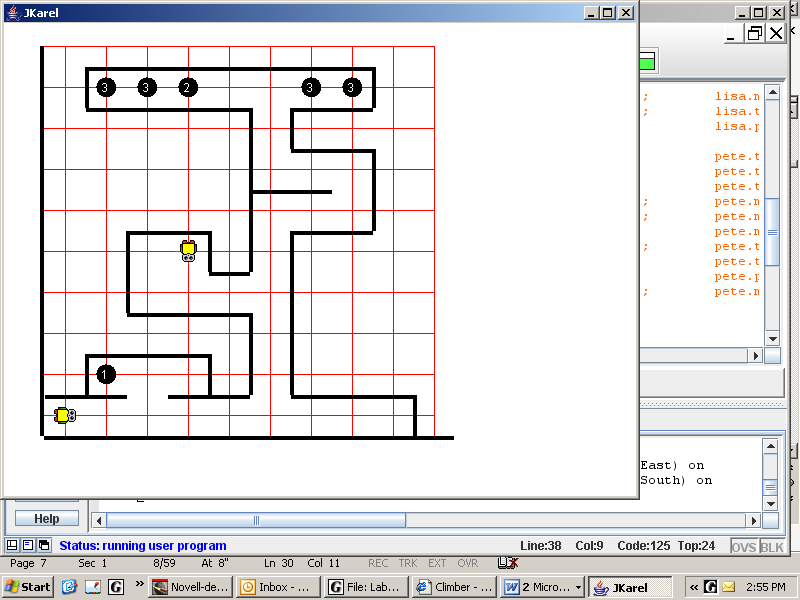 JKarel
3 3 2 3 3
1
; lisa.m
; lisa.t
lisa.p
pete.t
pete.t
pete.t
; pete.m
; pete.m
pete.m
; pete.t
pete.t
pete.p
; pete.m
East) on
South) on
Help
Status: running user program
Line:38 Col:9 Code:125 Top:24
OVS BLK
Page 7 Sec 1 8/59 At 8" Ln 30 Col 11 REC TRK EXT OVR
Start » Novell-de... Inbox - ... File: Lab... Climber - ... 2 Micro... JKarel « 2:55 PM